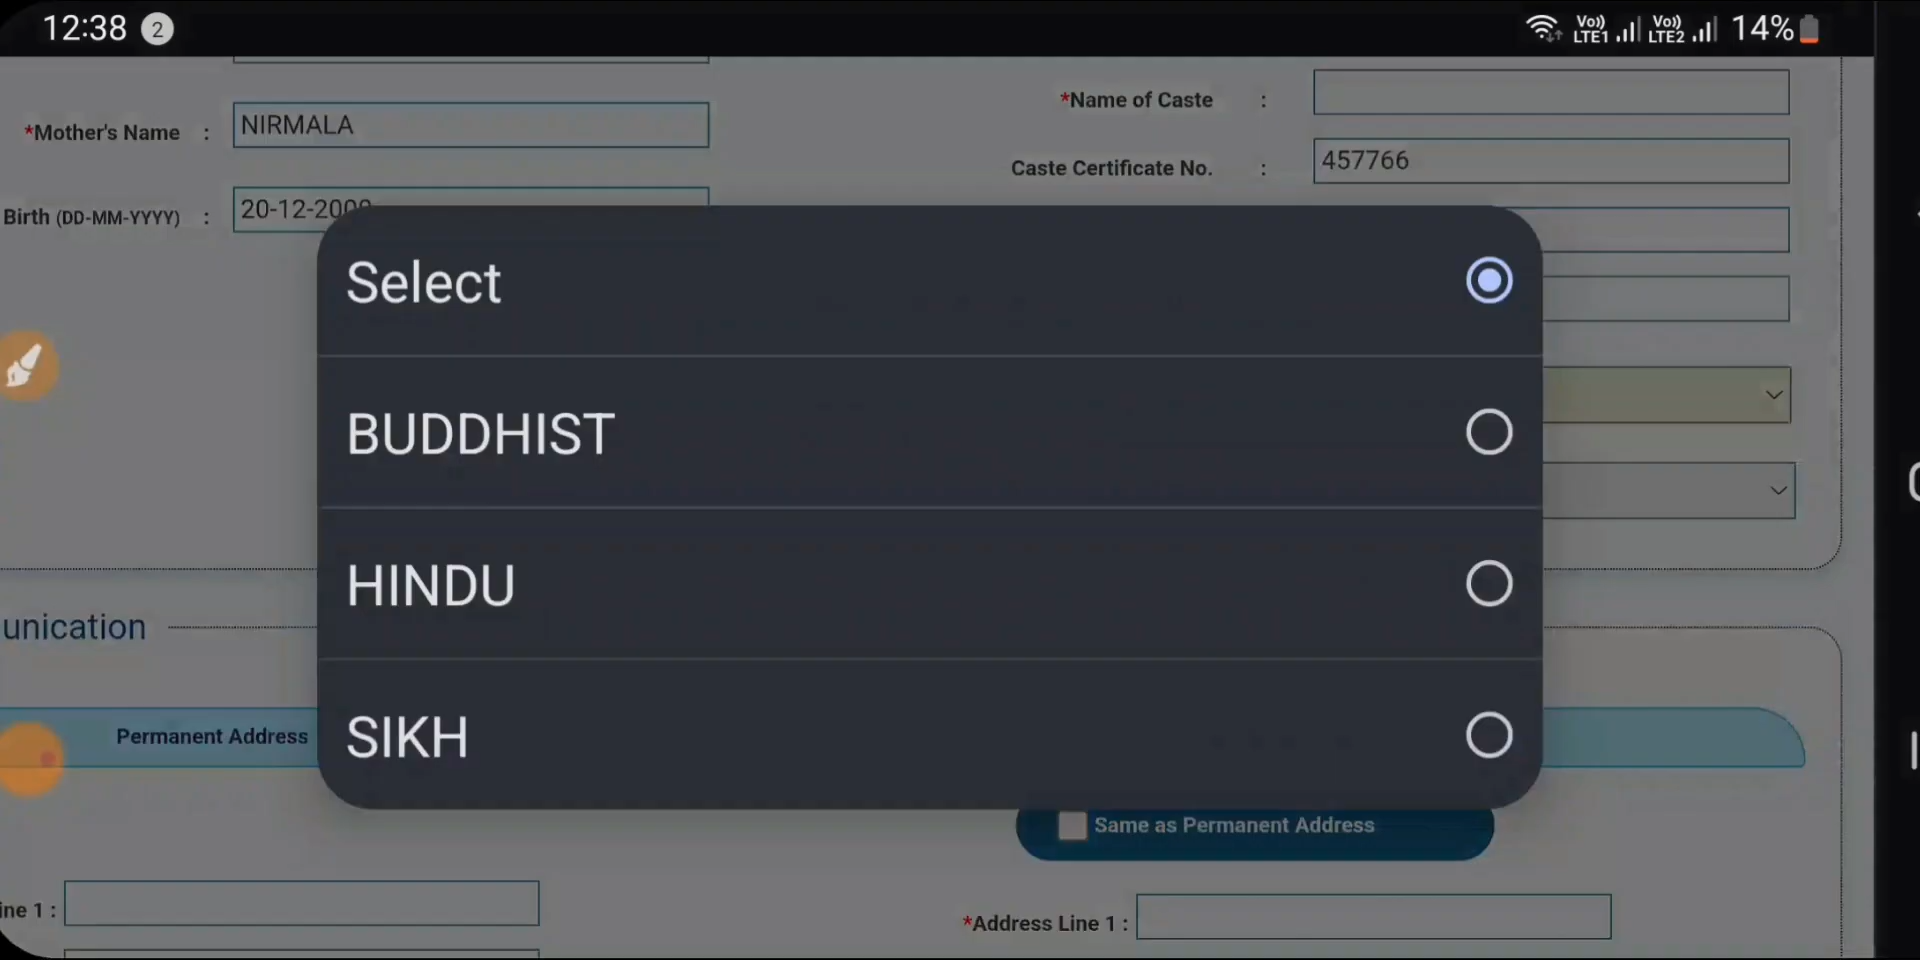 12:38 2
Vo)) LTE1 Vo)) LTE2 14%
*Name of Caste :
*Mother's Name : NIRMALA
Caste Certificate No. : 457766
Birth (DD-MM-YYYY) : 20-12-2000
Select
BUDDHIST
HINDU
SIKH
unication
Permanent Address
Same as Permanent Address
ine 1 :
*Address Line 1 :